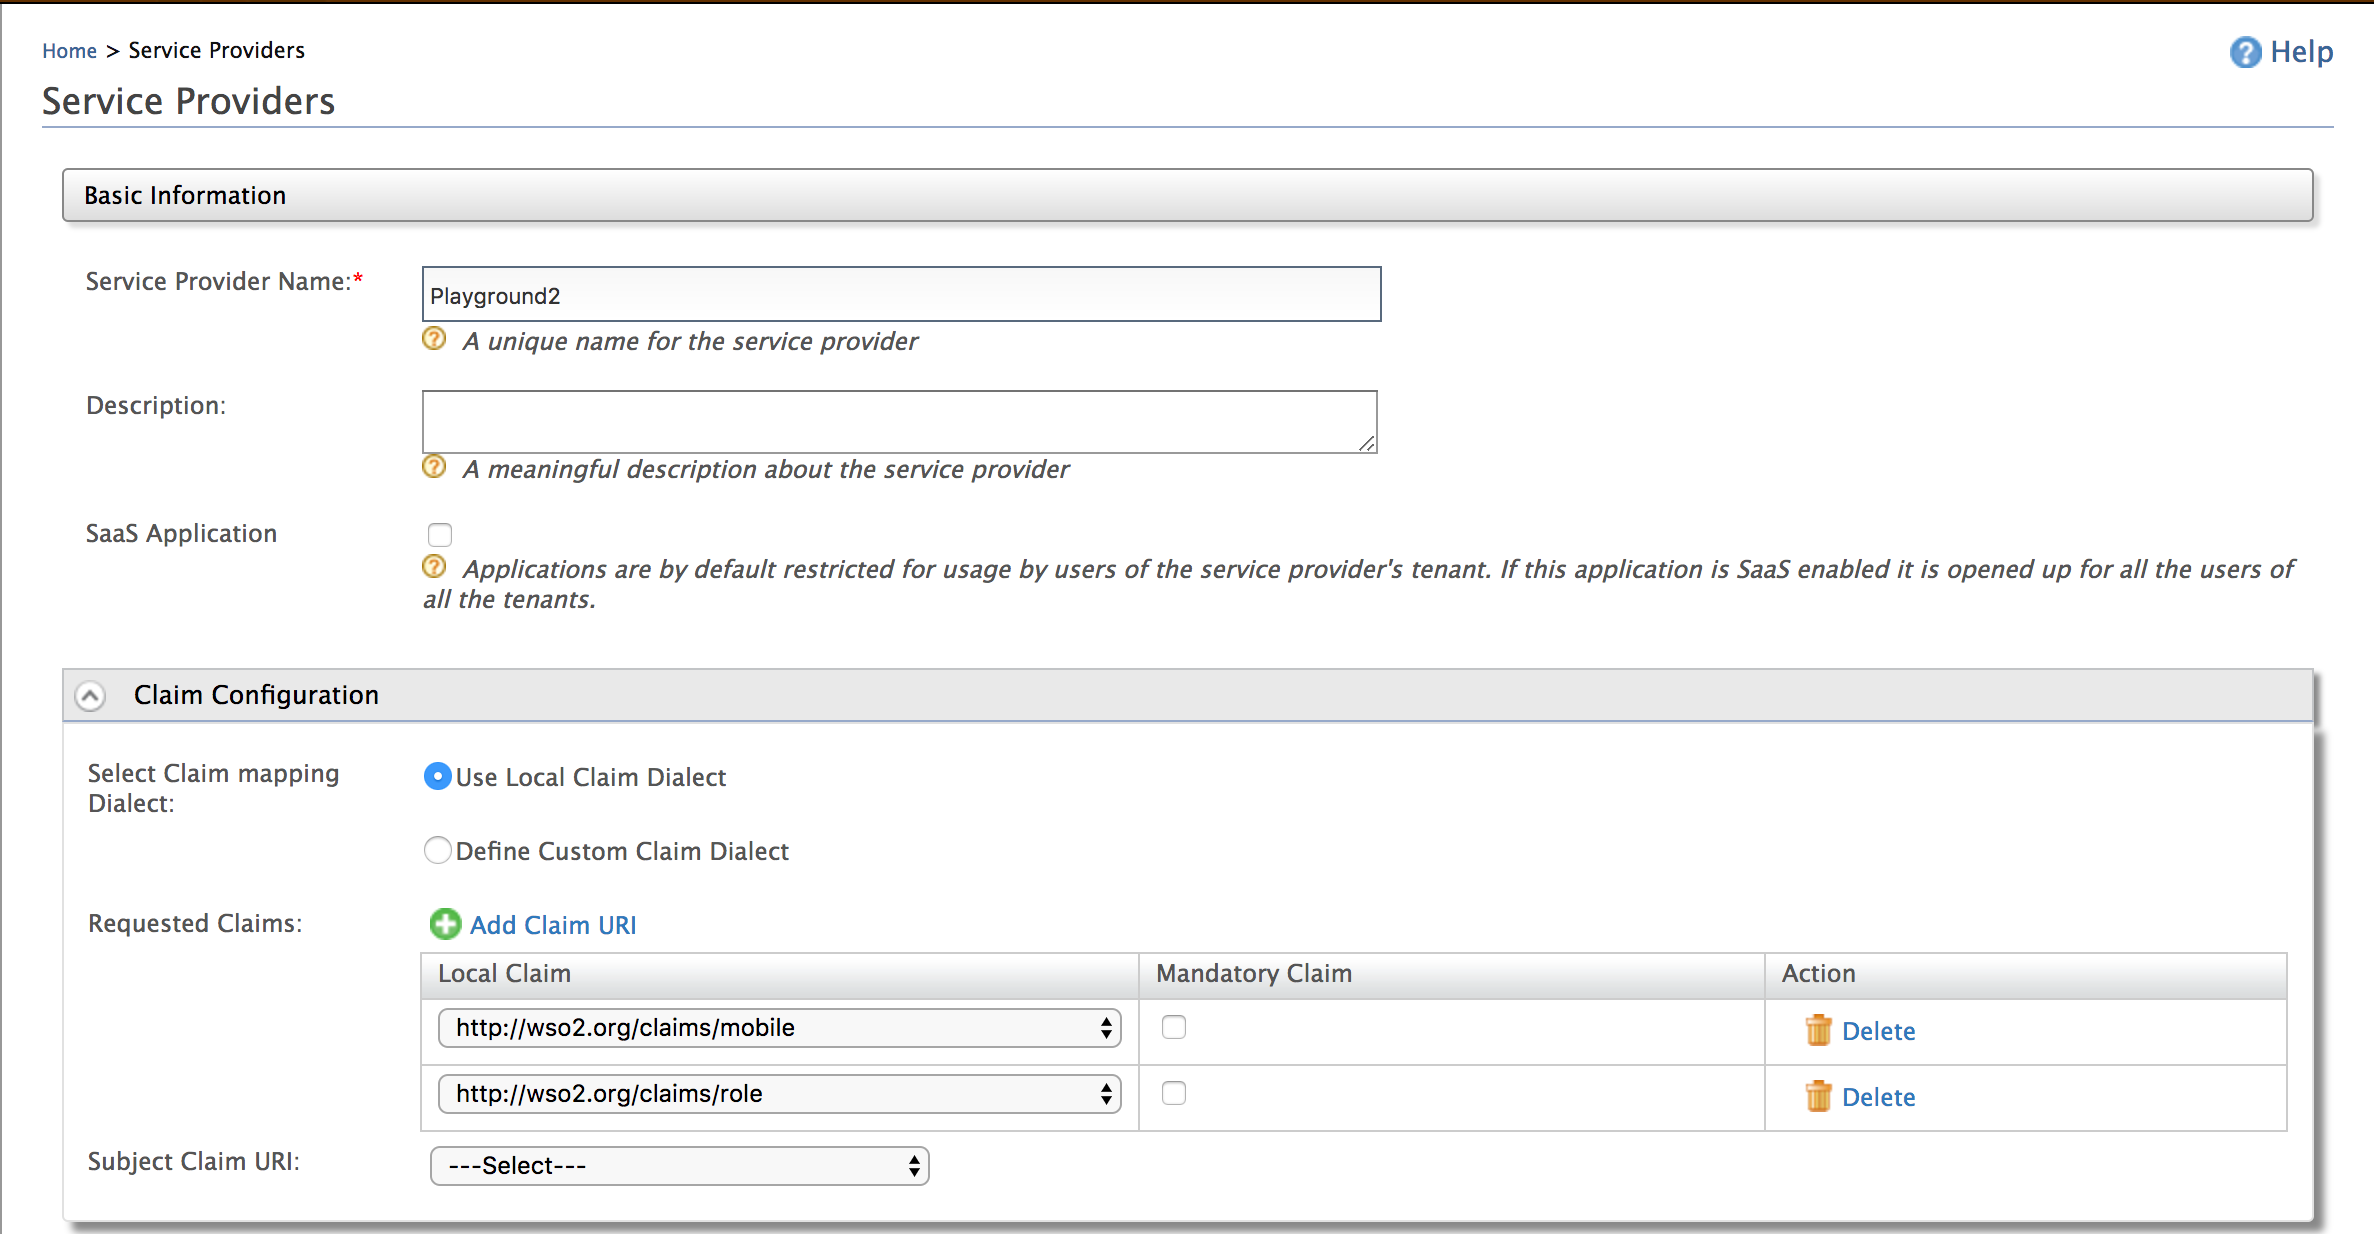 Home > Service Providers
Help
Service Providers
Basic Information
Service Provider Name:*
Playground2
A unique name for the service provider
Description:
A meaningful description about the service provider
SaaS Application
Applications are by default restricted for usage by users of the service provider's tenant. If this application is SaaS enabled it is opened up for all the users of
all the tenants.
Claim Configuration
Select Claim mapping
Dialect:
Use Local Claim Dialect
Define Custom Claim Dialect
Requested Claims:
Add Claim URI
Local Claim Mandatory Claim Action
http://wso2.org/claims/mobile Delete
http://wso2.org/claims/role Delete
Subject Claim URI:
---Select---